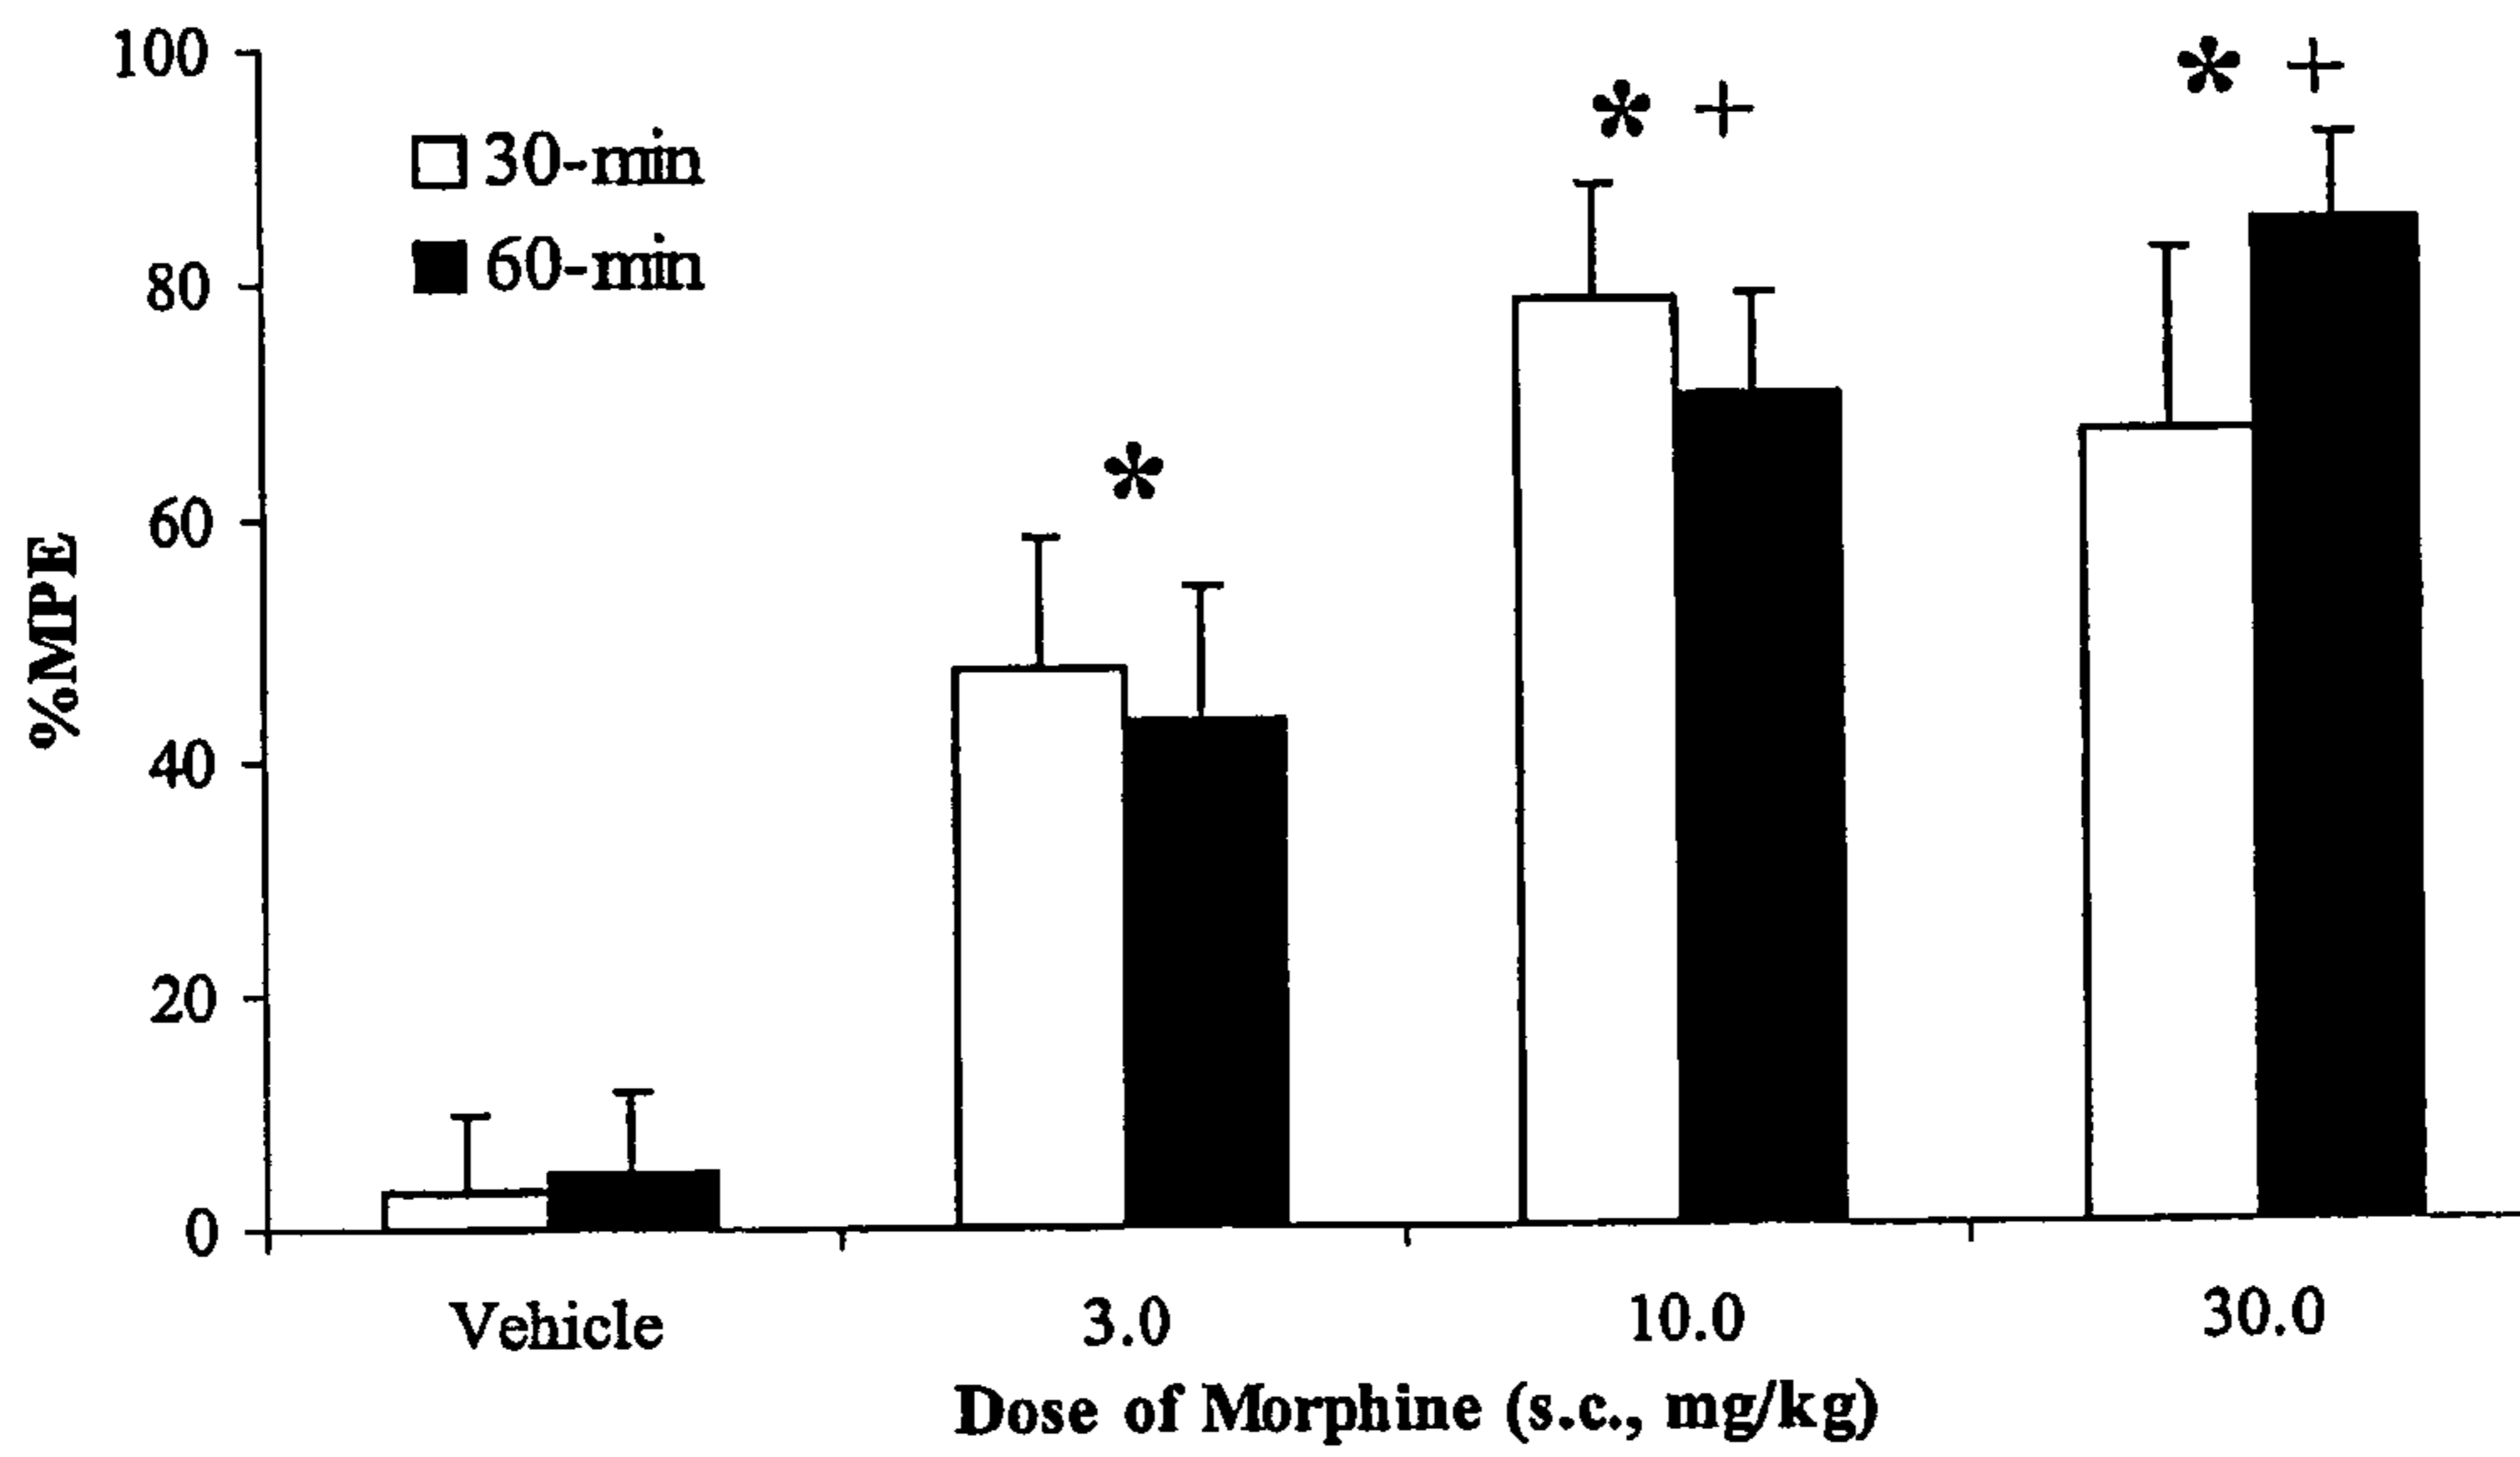 100
* +
* +
30-min
60-min
80
60
*
%MPE
40
20
0
Vehicle
3.0
10.0
30.0
Dose of Morphine (s.c., mg/kg)